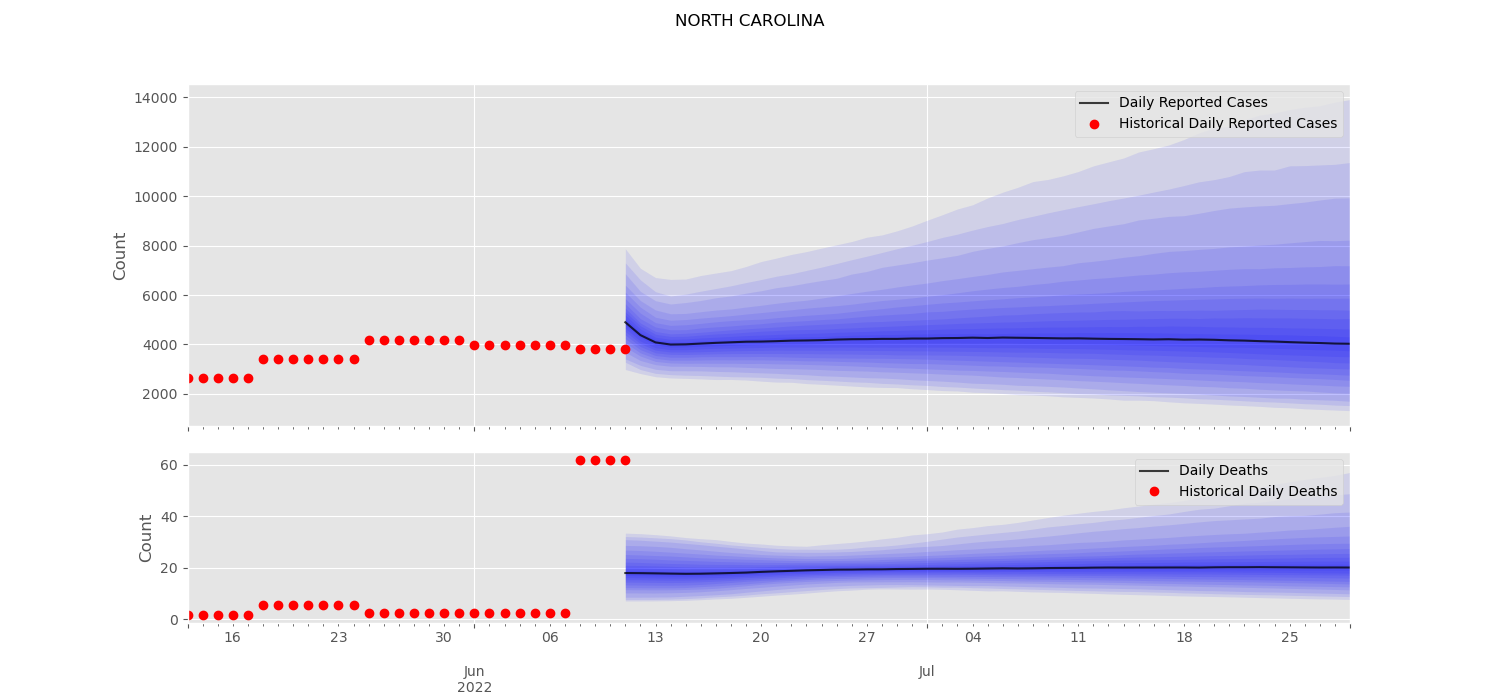 NORTH CAROLINA
14000
12000
10000
8000
6000
4000
2000
Count
Daily Reported Cases
Historical Daily Reported Cases
60
40
20
0
Count
Daily Deaths
Historical Daily Deaths
16 23 30 06 13 20 27 04 11 18 25
Jun Jul
2022